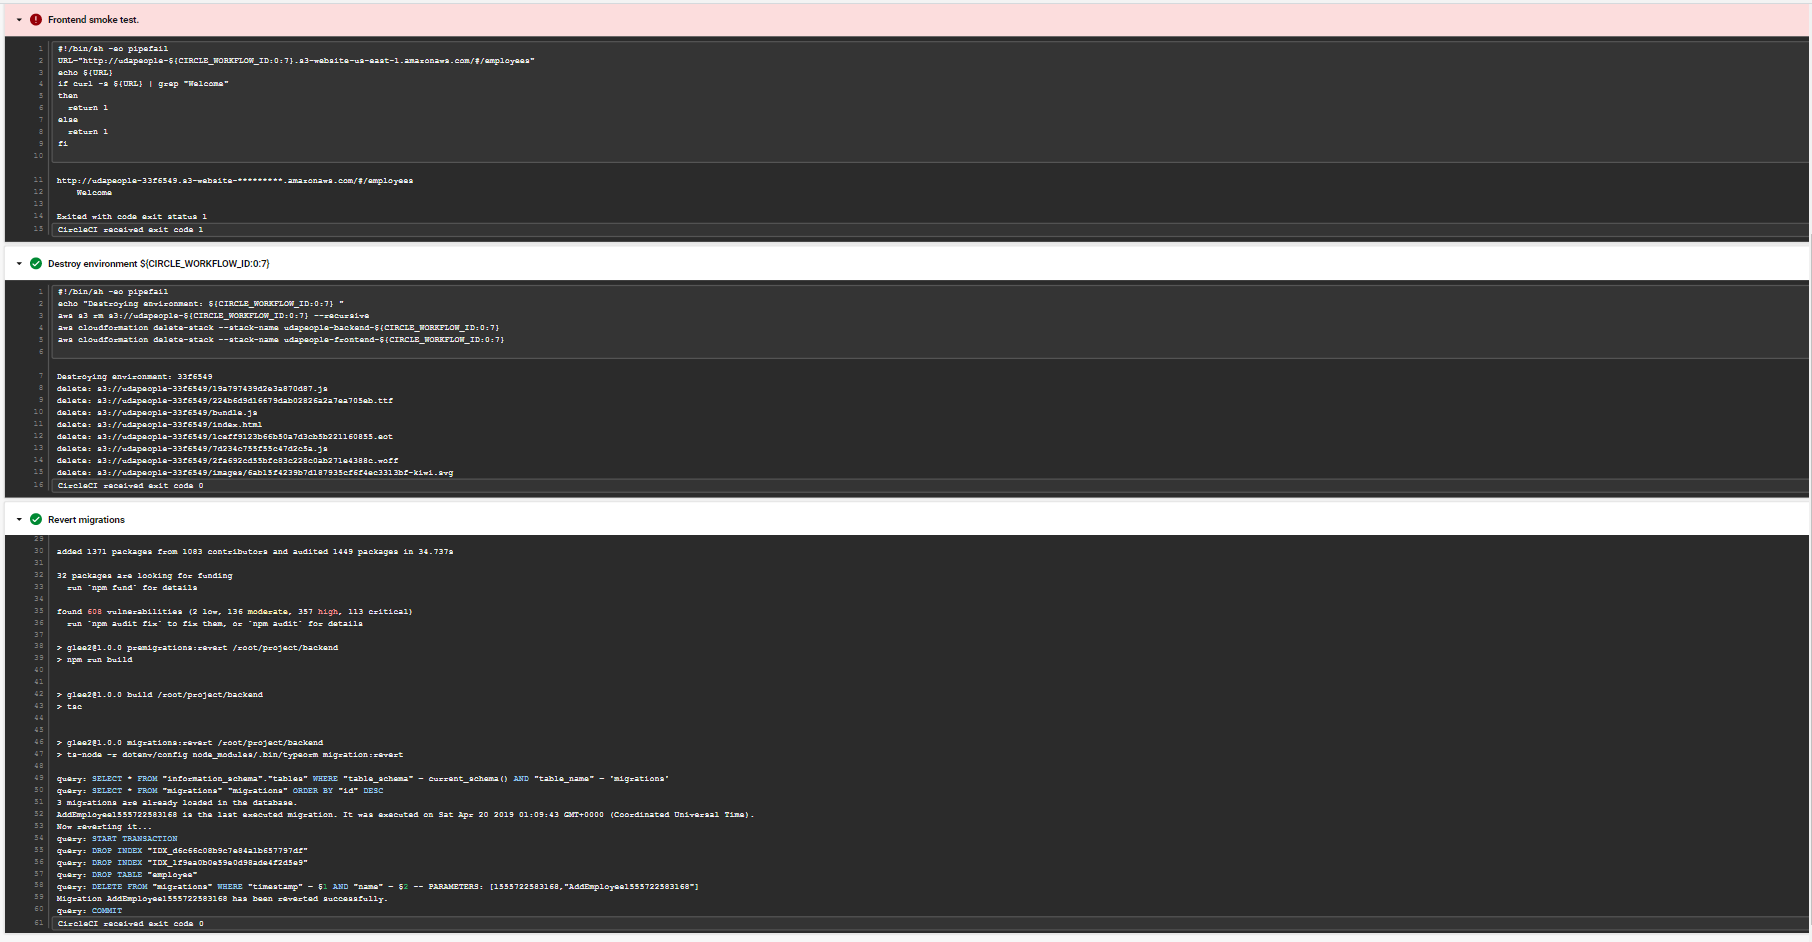 Frontend smoke test.
1 #!/bin/sh -eo pipefail
2 URL="http://udapeople-${CIRCLE_WORKFLOW_ID:0:7}.s3-website-us-east-1.amazonaws.com/#/employees"
3 echo ${URL}
4 if curl -s ${URL} | grep "Welcome"
5 then
6 return 1
7 else
8 return 1
9 fi
10
11 http://udapeople-33f6549.s3-website-*********.amazonaws.com/#/employees
12 Welcome
13
14 Exited with code exit status 1
15 CircleCI received exit code 1
Destroy environment ${CIRCLE_WORKFLOW_ID:0:7}
1 #!/bin/sh -eo pipefail
2 echo "Destroying environment: ${CIRCLE_WORKFLOW_ID:0:7} "
3 aws s3 rm s3://udapeople-${CIRCLE_WORKFLOW_ID:0:7} --recursive
4 aws cloudformation delete-stack --stack-name udapeople-backend-${CIRCLE_WORKFLOW_ID:0:7}
5 aws cloudformation delete-stack --stack-name udapeople-frontend-${CIRCLE_WORKFLOW_ID:0:7}
6
7 Destroying environment: 33f6549
8 delete: s3://udapeople-33f6549/19a797439d2e3a870d87.js
9 delete: s3://udapeople-33f6549/224b6d9d16679dab02826a2a7ea705eb.ttf
10 delete: s3://udapeople-33f6549/bundle.js
11 delete: s3://udapeople-33f6549/index.html
12 delete: s3://udapeople-33f6549/1ceff9123b66b50a7d3cb5b221160855.eot
13 delete: s3://udapeople-33f6549/7d234c755f55c47d2c5a.js
14 delete: s3://udapeople-33f6549/2fa692cd55bfc83c228c0ab271e4388c.woff
15 delete: s3://udapeople-33f6549/images/6ab15f4239b7d187935cf6f4ec3313bf-kiwi.svg
16 CircleCI received exit code 0
Revert migrations
29
30 added 1371 packages from 1083 contributors and audited 1449 packages in 34.737s
31
32 32 packages are looking for funding
33 run `npm fund` for details
34
35 found 608 vulnerabilities (2 low, 136 moderate, 357 high, 113 critical)
36 run `npm audit fix` to fix them, or `npm audit` for details
37
38 > glee2@1.0.0 premigrations:revert /root/project/backend
39 > npm run build
40
41
42 > glee2@1.0.0 build /root/project/backend
43 > tsc
44
45
46 > glee2@1.0.0 migrations:revert /root/project/backend
47 > ts-node -r dotenv/config node_modules/.bin/typeorm migration:revert
48
49 query: SELECT * FROM "information_schema"."tables" WHERE "table_schema" = current_schema() AND "table_name" = 'migrations'
50 query: SELECT * FROM "migrations" "migrations" ORDER BY "id" DESC
51 3 migrations are already loaded in the database.
52 AddEmployee1555722583168 is the last executed migration. It was executed on Sat Apr 20 2019 01:09:43 GMT+0000 (Coordinated Universal Time).
53 Now reverting it...
54 query: START TRANSACTION
55 query: DROP INDEX "IDX_d6c66c08b9c7e84a1b657797df"
56 query: DROP INDEX "IDX_1f9ea0b0e59e0d98ade4f2d5e9"
57 query: DROP TABLE "employee"
58 query: DELETE FROM "migrations" WHERE "timestamp" = $1 AND "name" = $2 -- PARAMETERS: [1555722583168,"AddEmployee1555722583168"]
59 Migration AddEmployee1555722583168 has been reverted successfully.
60 query: COMMIT
61 CircleCI received exit code 0